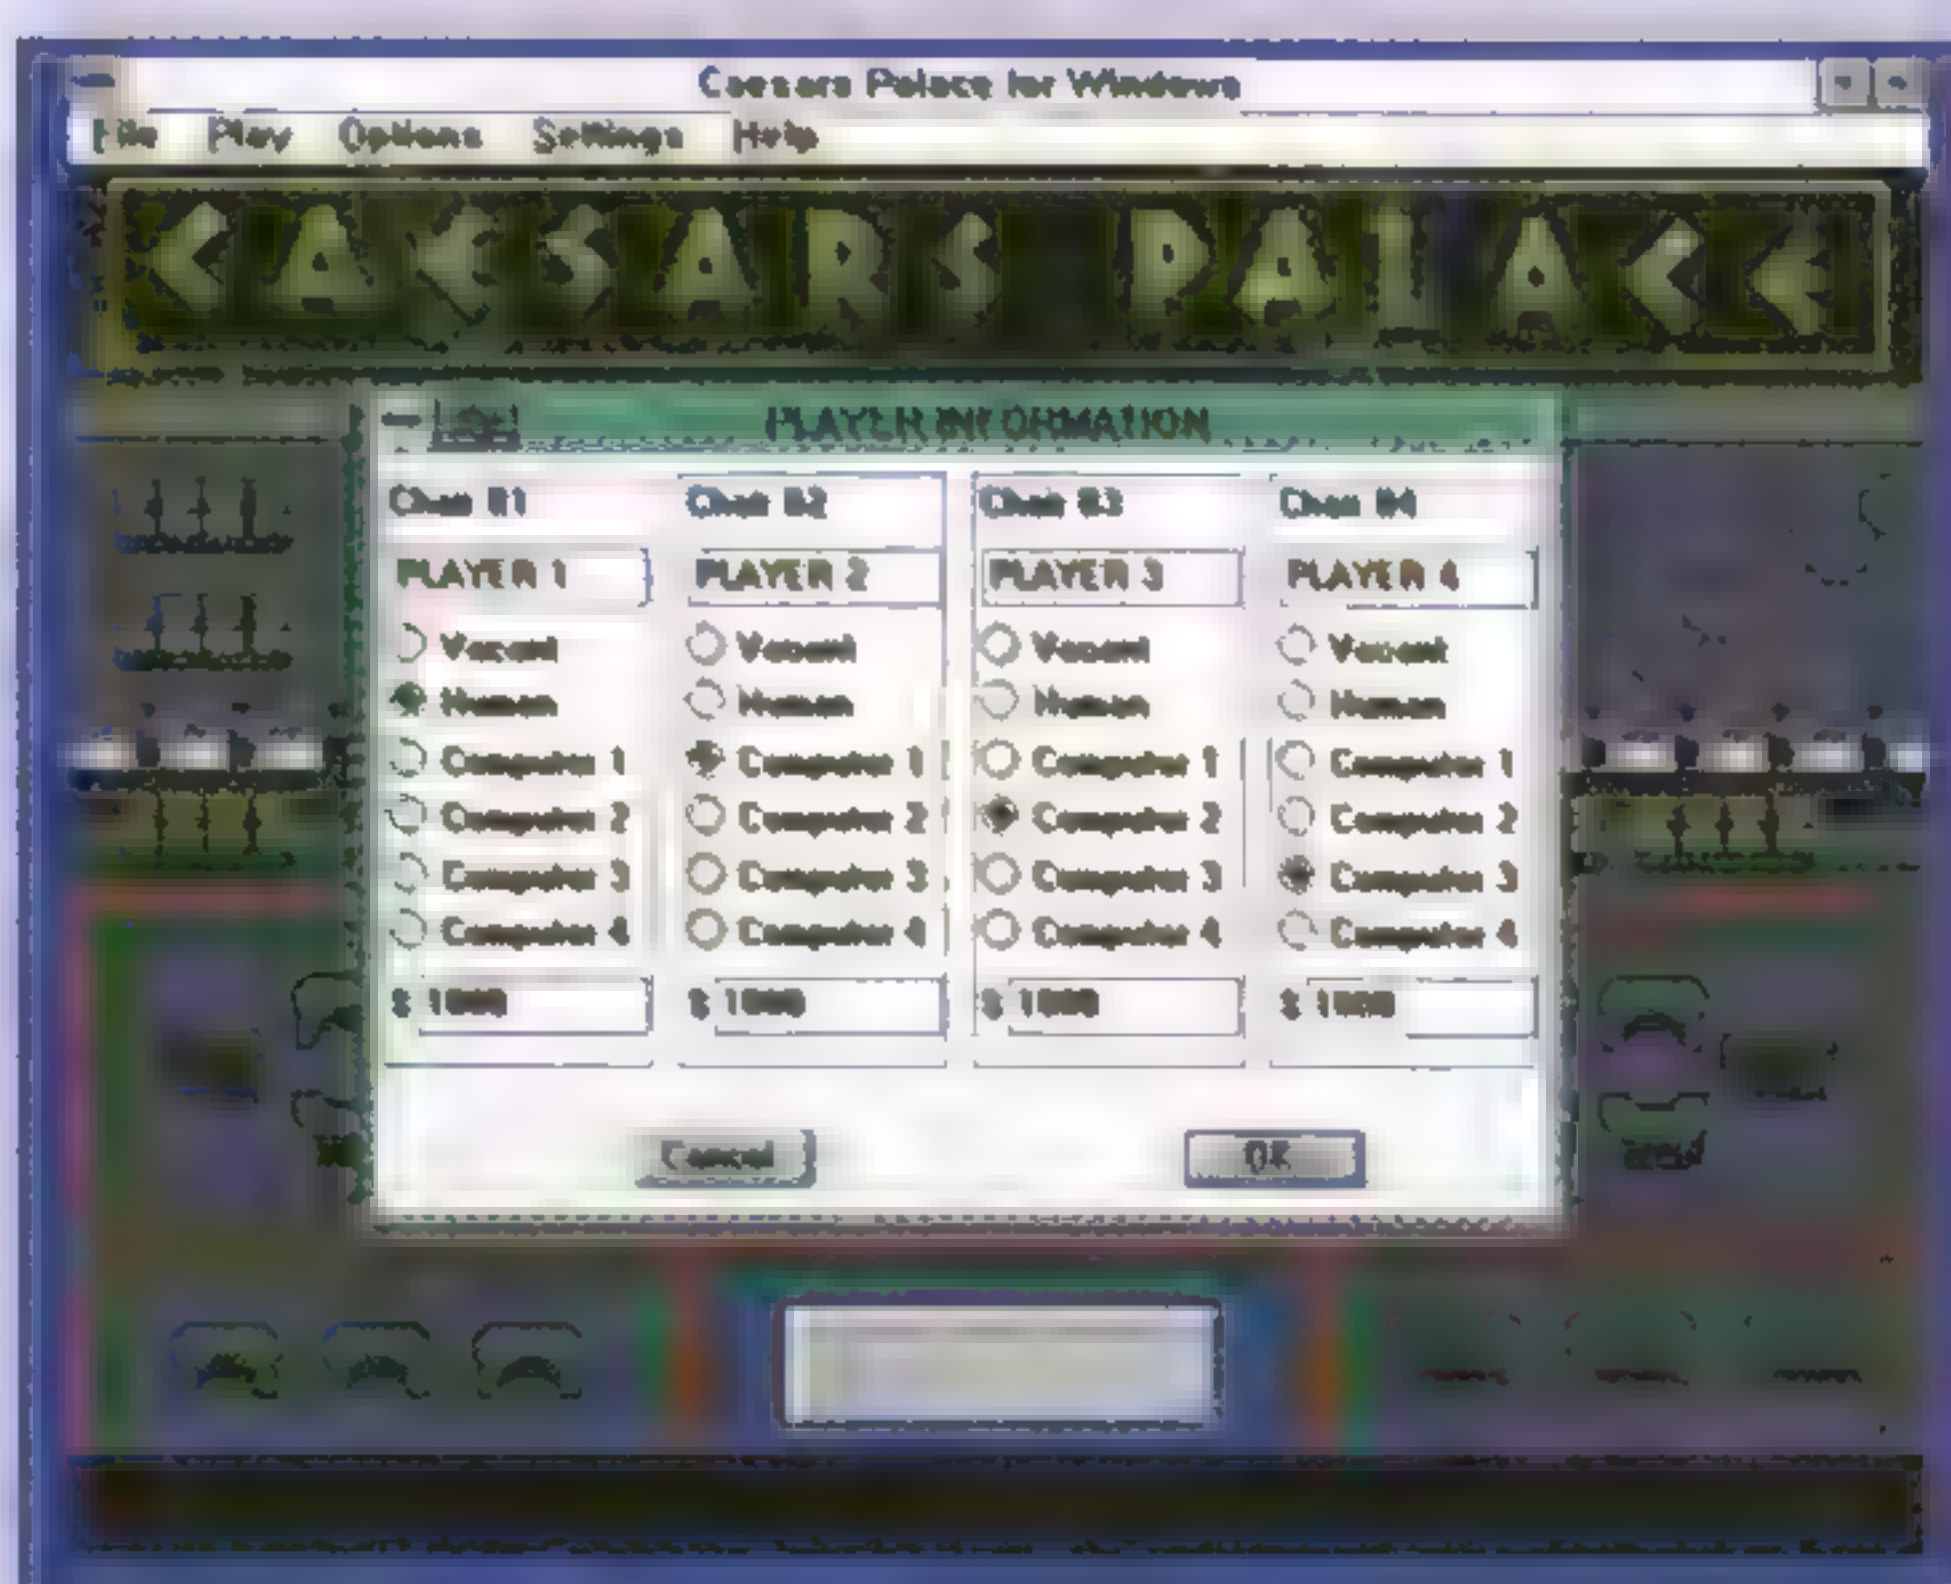 Caesars Palace for Windows
File Play Options Settings Help
CAESARS PALACE
PLAYER INFORMATION
Chair #1 Chair #2 Chair #3 Chair #4
PLAYER 1 PLAYER 2 PLAYER 3 PLAYER 4
Vacant Vacant Vacant Vacant
Human Human Human Human
Computer 1 Computer 1 Computer 1 Computer 1
Computer 2 Computer 2 Computer 2 Computer 2
Computer 3 Computer 3 Computer 3 Computer 3
Computer 4 Computer 4 Computer 4 Computer 4
$ 1000 $ 1000 $ 1000 $ 1000
Cancel OK